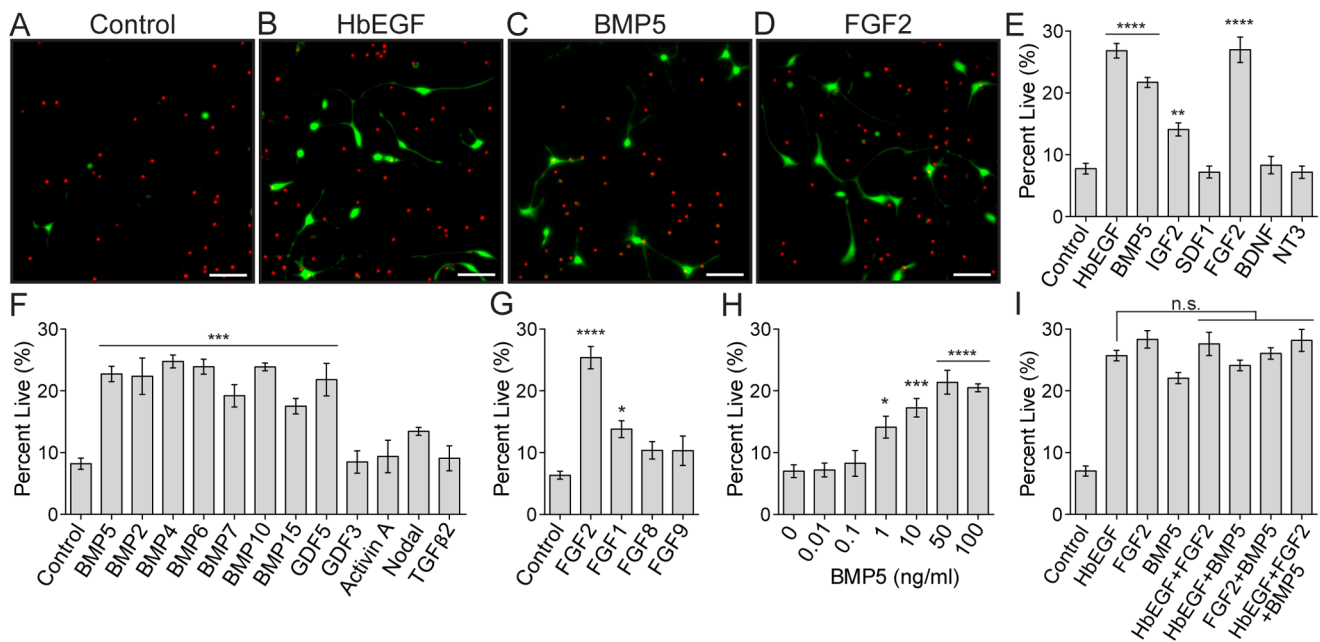 A Control
B HbEGF
C BMP5
D FGF2
E
Percent Live (%)
30
20
10
0
****
**
****
Control
HbEGF
BMP5
IGF2
SDF1
FGF2
BDNF
NT3
F
Percent Live (%)
30
20
10
0
***
Control
BMP5
BMP2
BMP4
BMP6
BMP7
BMP10
BMP15
GDF5
GDF3
Activin A
Nodal
TGFβ2
G
Percent Live (%)
30
20
10
0
****
*
Control
FGF2
FGF1
FGF8
FGF9
H
Percent Live (%)
30
20
10
0
*
***
****
0
0.01
0.1
1
10
50
100
BMP5 (ng/ml)
I
n.s.
Percent Live (%)
30
20
10
0
Control
HbEGF
FGF2
BMP5
HbEGF+FGF2
HbEGF+BMP5
FGF2+BMP5
HbEGF+FGF2
+BMP5